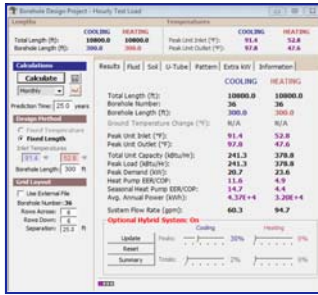 Borehole Design Project - Hourly Test Load
Lengths Temperatures
COOLING HEATING COOLING HEATING
Total Length (ft): 10800.0 10800.0 Peak Unit Inlet (°F): 91.4 52.8
Borehole Length (ft): 300.0 300.0 Peak Unit Outlet (°F): 97.8 47.6
Calculations
Calculate
Monthly
Prediction Time: 25.0 years
Design Method
Fixed Temperature
Fixed Length
Inlet Temperatures
91.4 °F 52.8 °F
Borehole Length: 300 ft
Grid Layout
Use External File
Borehole Number: 36
Rows Across: 6
Rows Down: 6
Separation: 25.0 ft
Results Fluid Soil U-Tube Pattern Extra kW Information
COOLING HEATING
Total Length (ft): 10800.0 10800.0
Borehole Number: 36 36
Borehole Length (ft): 300.0 300.0
Ground Temperature Change (°F): N/A N/A
Peak Unit Inlet (°F): 91.4 52.8
Peak Unit Outlet (°F): 97.8 47.6
Total Unit Capacity (kBtu/Hr): 241.3 378.8
Peak Load (kBtu/Hr): 241.3 378.8
Peak Demand (kW): 20.7 23.6
Heat Pump EER/COP: 11.6 4.9
Seasonal Heat Pump EER/COP: 14.7 4.4
Avg. Annual Power (kWh): 4.37E+4 3.20E+4
System Flow Rate (gpm): 60.3 94.7
Optional Hybrid System: On
Cooling Heating
Update Peaks: 30% 0%
Reset
Summary Totals: 2% 0%